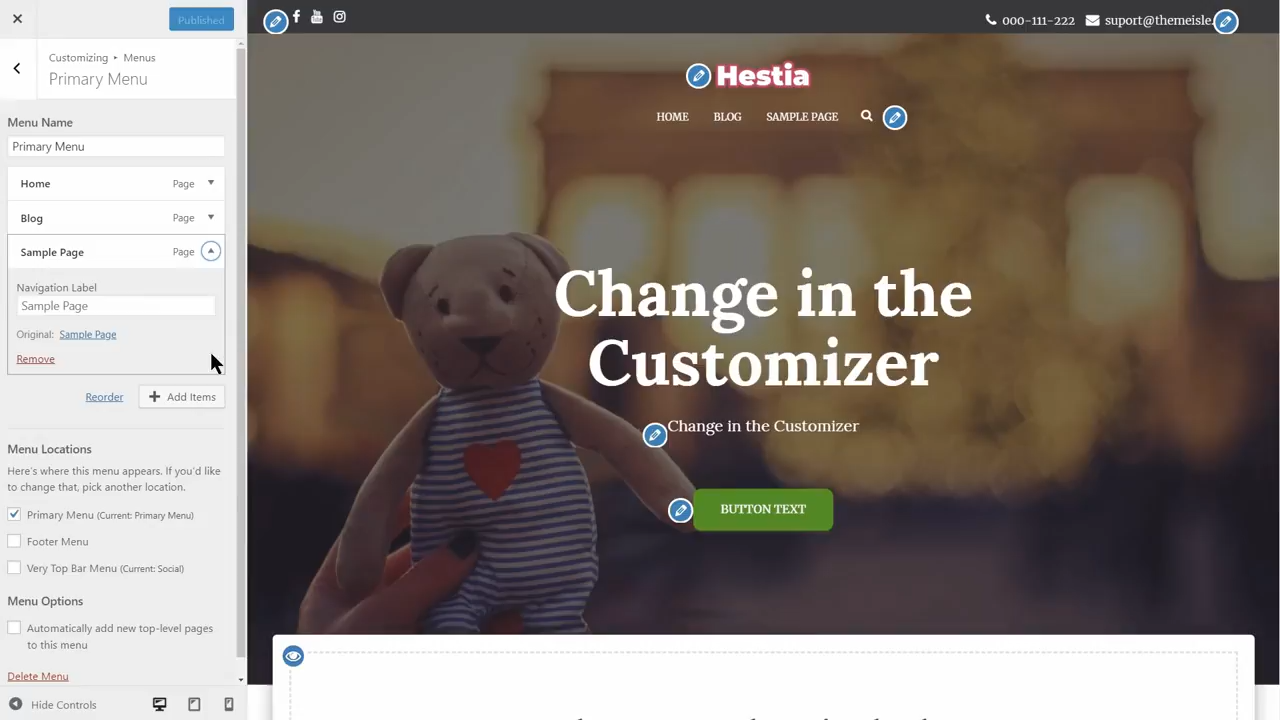 Published
Customizing ▸ Menus
Primary Menu
Menu Name
Primary Menu
Home Page
Blog Page
Sample Page Page
Navigation Label
Sample Page
Original: Sample Page
Remove
Reorder
Add Items
Menu Locations
Here's where this menu appears. If you'd like
to change that, pick another location.
Primary Menu (Current: Primary Menu)
Footer Menu
Very Top Bar Menu (Current: Social)
Menu Options
Automatically add new top-level pages
to this menu
Delete Menu
Hide Controls
000-111-222 suport@themeisle.
Hestia
HOME BLOG SAMPLE PAGE
Change in the
Customizer
Change in the Customizer
BUTTON TEXT